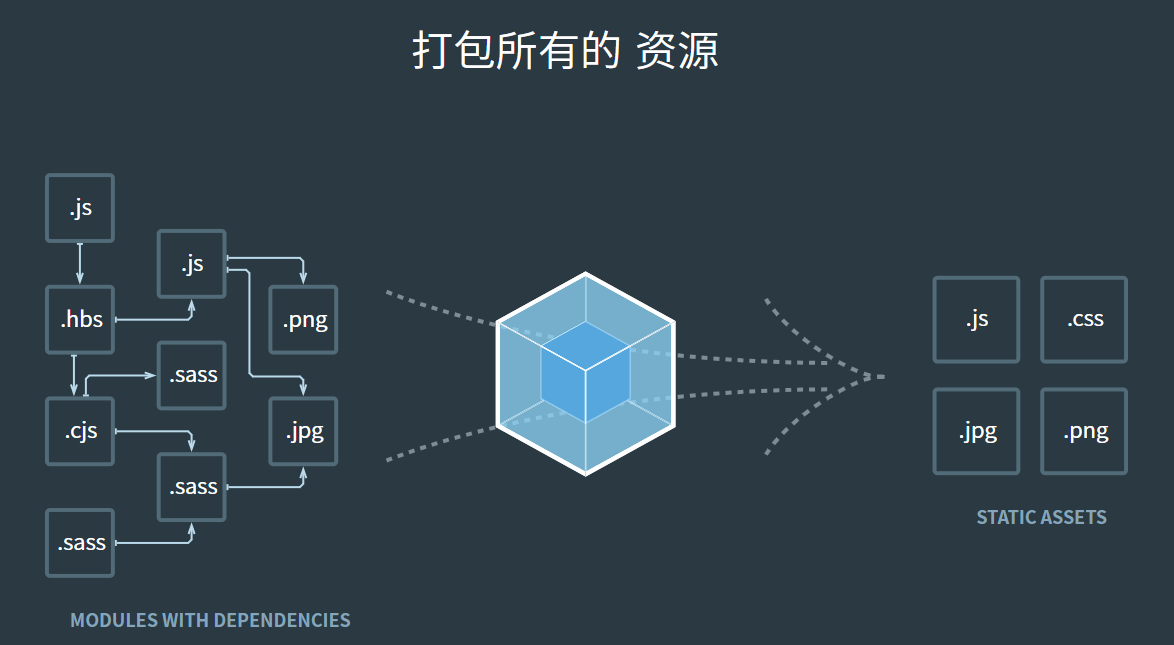 打包所有的 资源
.js
.js
.hbs
.png
.sass
.cjs
.jpg
.sass
.sass
MODULES WITH DEPENDENCIES
.js
.css
.jpg
.png
STATIC ASSETS